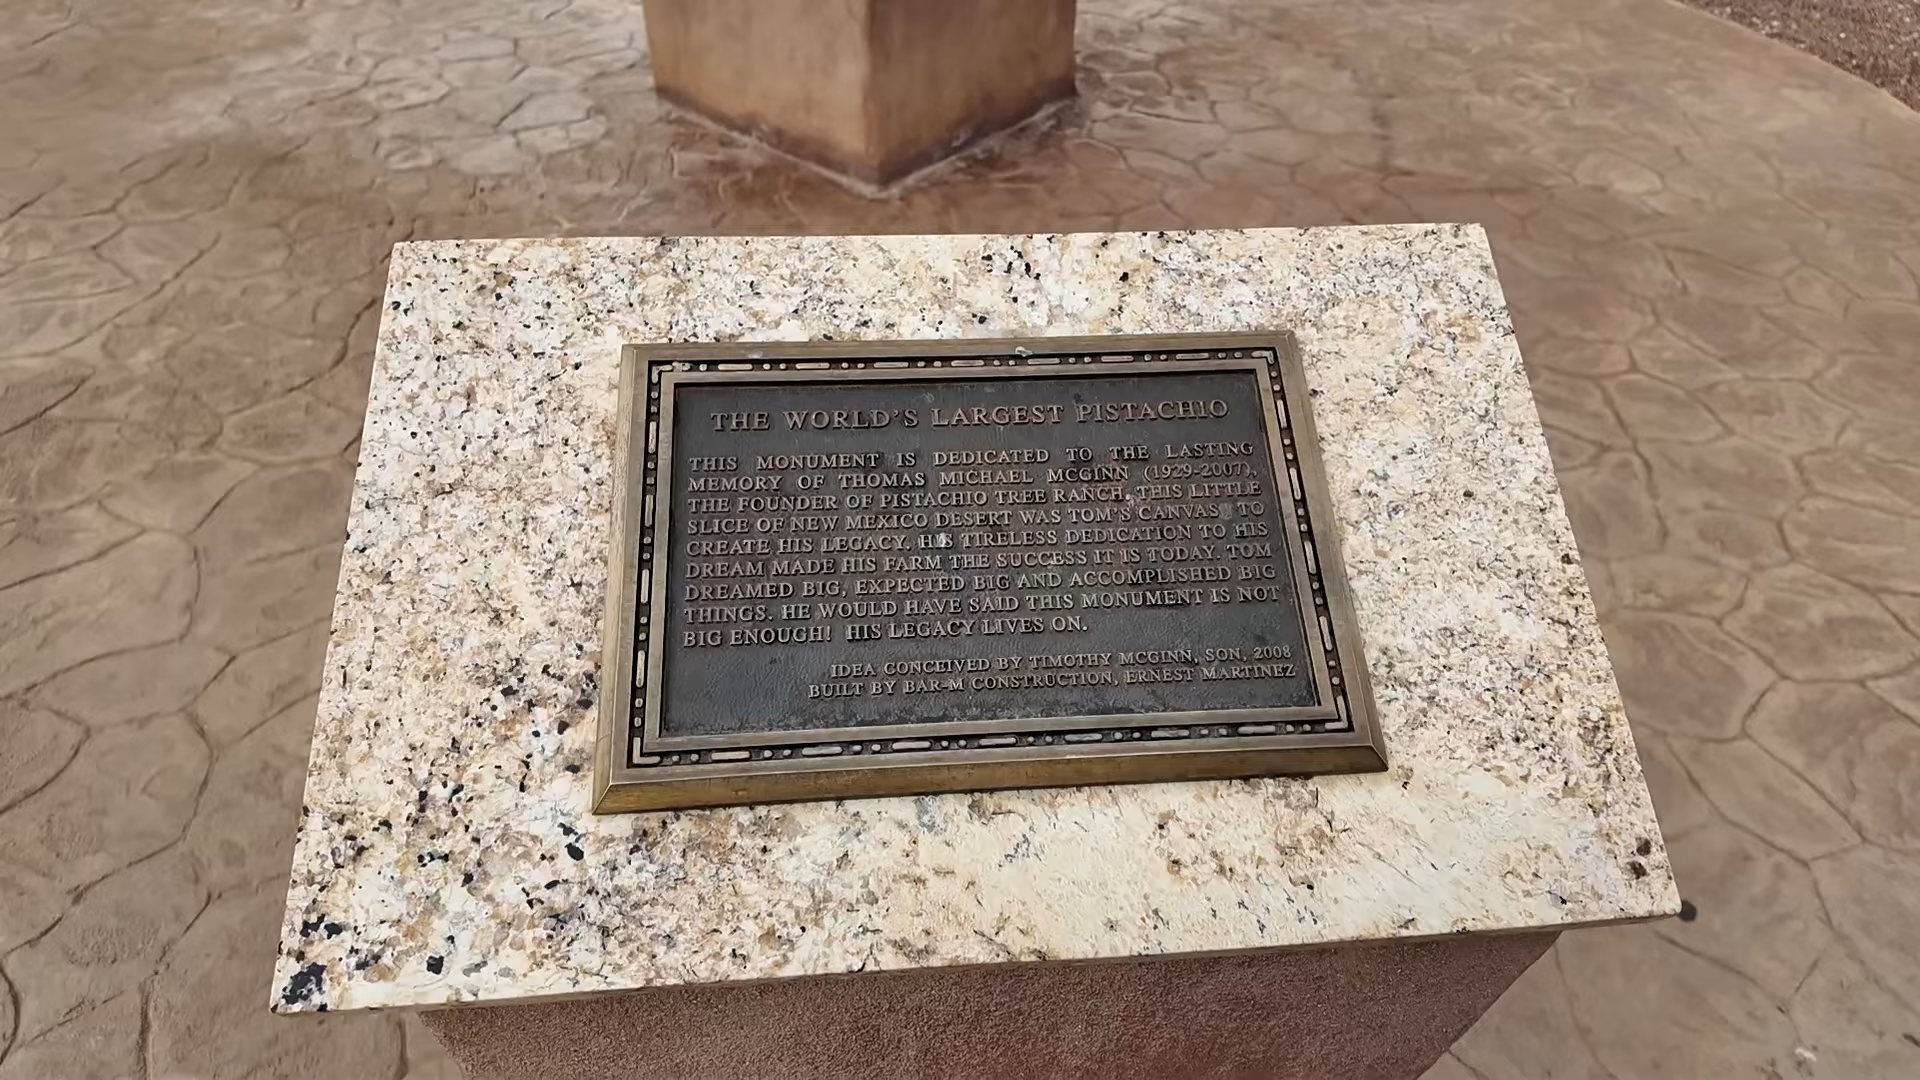 THE WORLD'S LARGEST PISTACHIO
THIS MONUMENT IS DEDICATED TO THE LASTING
MEMORY OF THOMAS MICHAEL MCGINN (1929-2007),
THE FOUNDER OF PISTACHIO TREE RANCH. THIS LITTLE
SLICE OF NEW MEXICO DESERT WAS TOM'S CANVAS TO
CREATE HIS LEGACY. HIS TIRELESS DEDICATION TO HIS
DREAM MADE HIS FARM THE SUCCESS IT IS TODAY. TOM
DREAMED BIG, EXPECTED BIG AND ACCOMPLISHED BIG
THINGS. HE WOULD HAVE SAID THIS MONUMENT IS NOT
BIG ENOUGH! HIS LEGACY LIVES ON.
IDEA CONCEIVED BY TIMOTHY MCGINN, SON, 2008
BUILT BY BAR-M CONSTRUCTION, ERNEST MARTINEZ